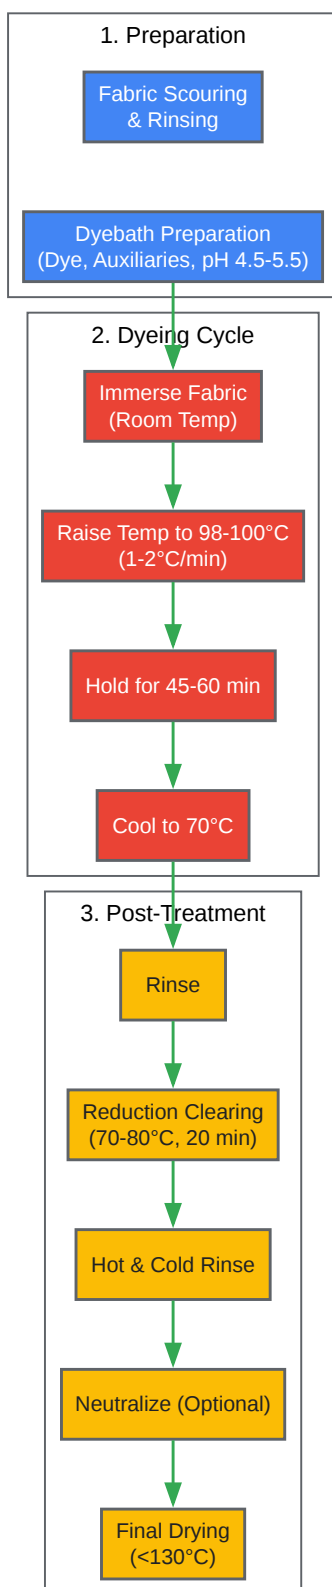 1. Preparation
Fabric Scouring
& Rinsing
Dyebath Preparation
(Dye, Auxiliaries, pH 4.5-5.5)
2. Dyeing Cycle
Immerse Fabric
(Room Temp)
Raise Temp to 98-100°C
(1-2°C/min)
Hold for 45-60 min
Cool to 70°C
3. Post-Treatment
Rinse
Reduction Clearing
(70-80°C, 20 min)
Hot & Cold Rinse
Neutralize (Optional)
Final Drying
(<130°C)